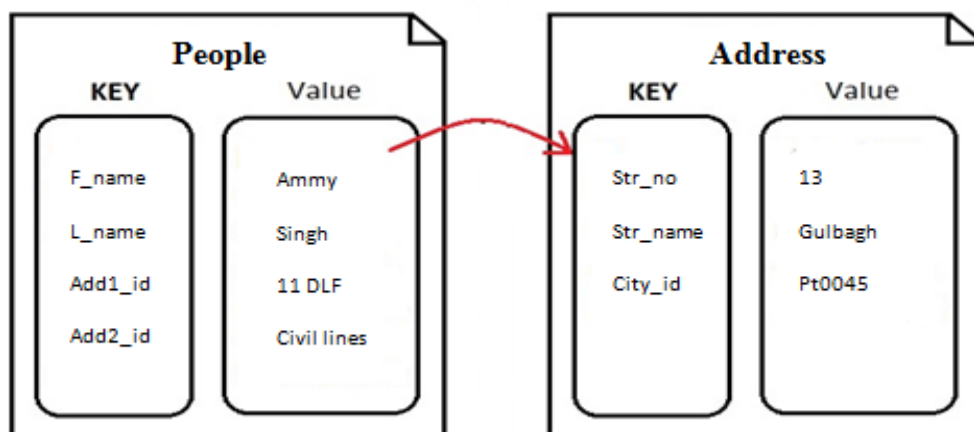 People
KEY Value
F_name Ammy
L_name Singh
Add1_id 11 DLF
Add2_id Civil lines
Address
KEY Value
Str_no 13
Str_name Gulbagh
City_id Pt0045